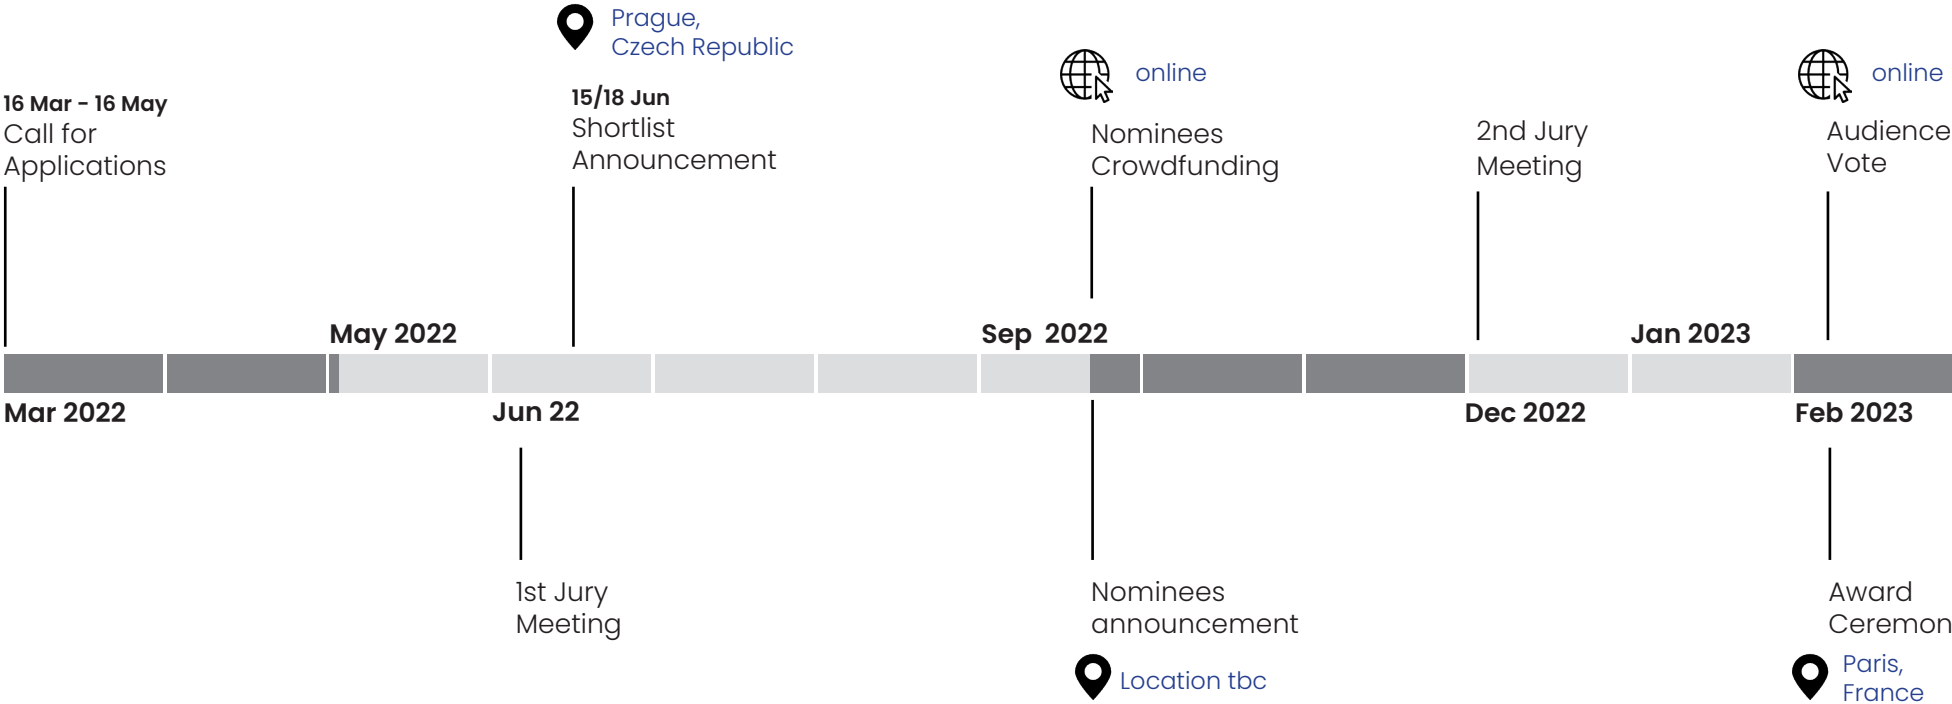 Prague,
Czech Republic
online
online
16 Mar - 16 May
Call for
Applications
15/18 Jun
Shortlist
Announcement
Nominees
Crowdfunding
2nd Jury
Meeting
Audience
Vote
May 2022
Sep 2022
Jan 2023
Mar 2022
Jun 22
Dec 2022
Feb 2023
1st Jury
Meeting
Nominees
announcement
Location tbc
Award
Ceremon
Paris,
France